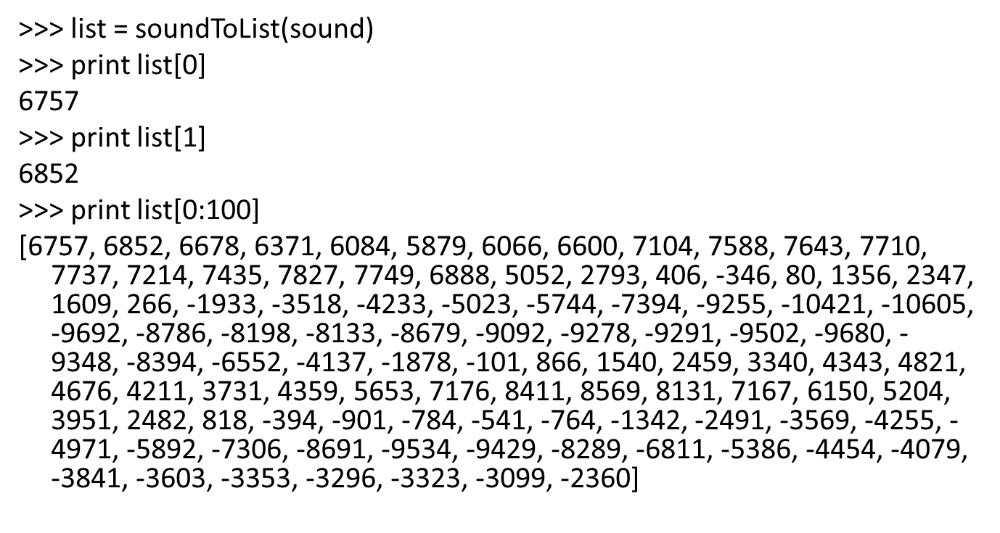 >>> list = soundToList(sound)
>>> print list[0]
6757
>>> print list[1]
6852
>>> print list[0:100]
[6757, 6852, 6678, 6371, 6084, 5879, 6066, 6600, 7104, 7588, 7643, 7710,
7737, 7214, 7435, 7827, 7749, 6888, 5052, 2793, 406, -346, 80, 1356, 2347,
1609, 266, -1933, -3518, -4233, -5023, -5744, -7394, -9255, -10421, -10605,
-9692, -8786, -8198, -8133, -8679, -9092, -9278, -9291, -9502, -9680, -
9348, -8394, -6552, -4137, -1878, -101, 866, 1540, 2459, 3340, 4343, 4821,
4676, 4211, 3731, 4359, 5653, 7176, 8411, 8569, 8131, 7167, 6150, 5204,
3951, 2482, 818, -394, -901, -784, -541, -764, -1342, -2491, -3569, -4255, -
4971, -5892, -7306, -8691, -9534, -9429, -8289, -6811, -5386, -4454, -4079,
-3841, -3603, -3353, -3296, -3323, -3099, -2360]